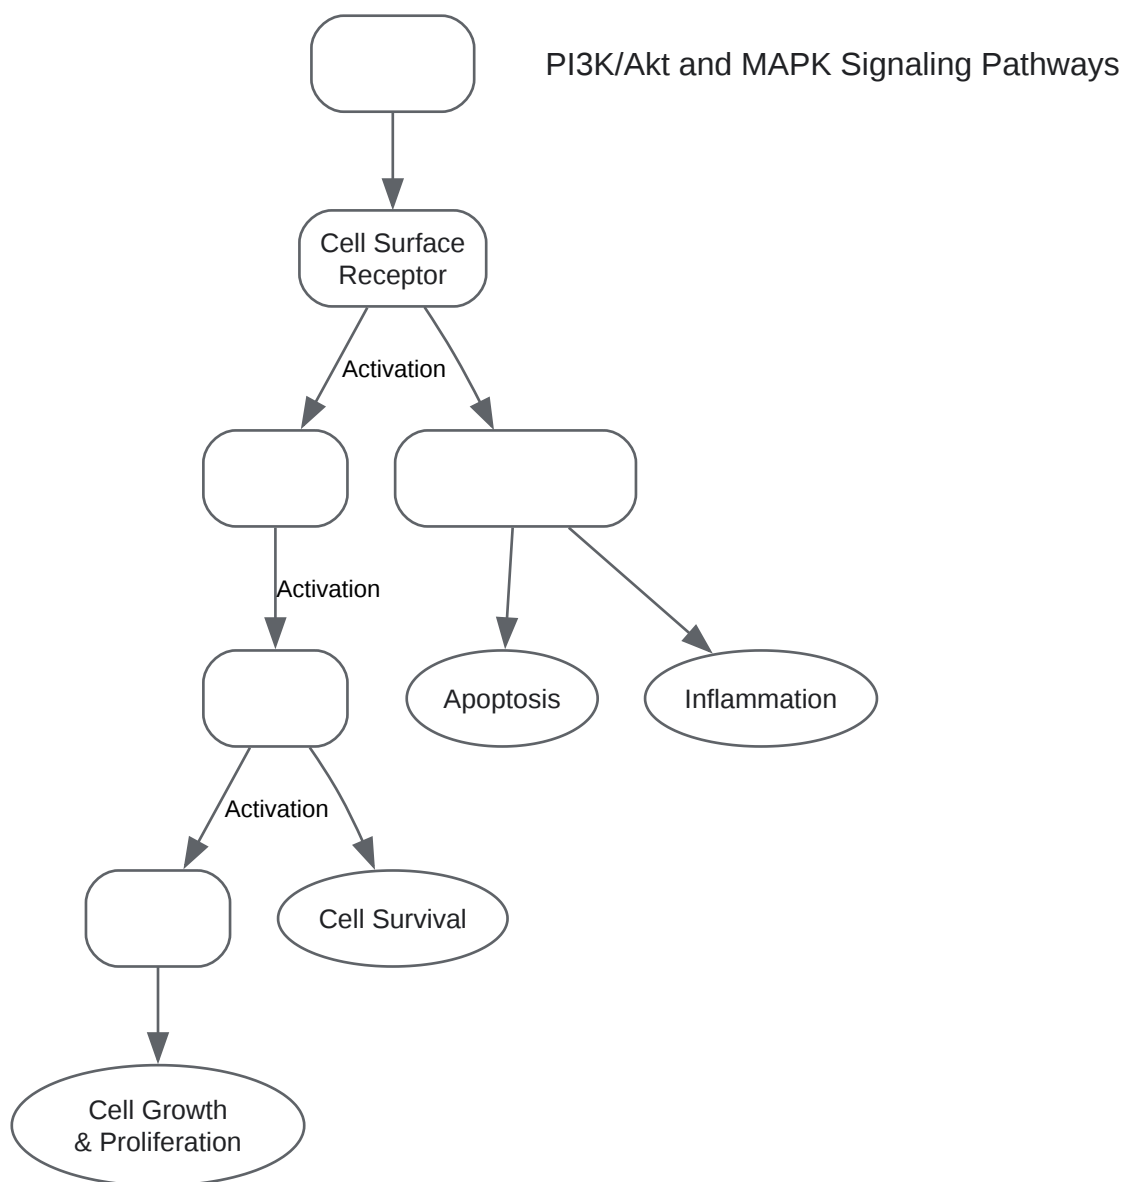 PI3K/Akt and MAPK Signaling Pathways
Cell Surface
Receptor
Activation
Activation
Apoptosis
Inflammation
Activation
Cell Survival
Cell Growth
& Proliferation